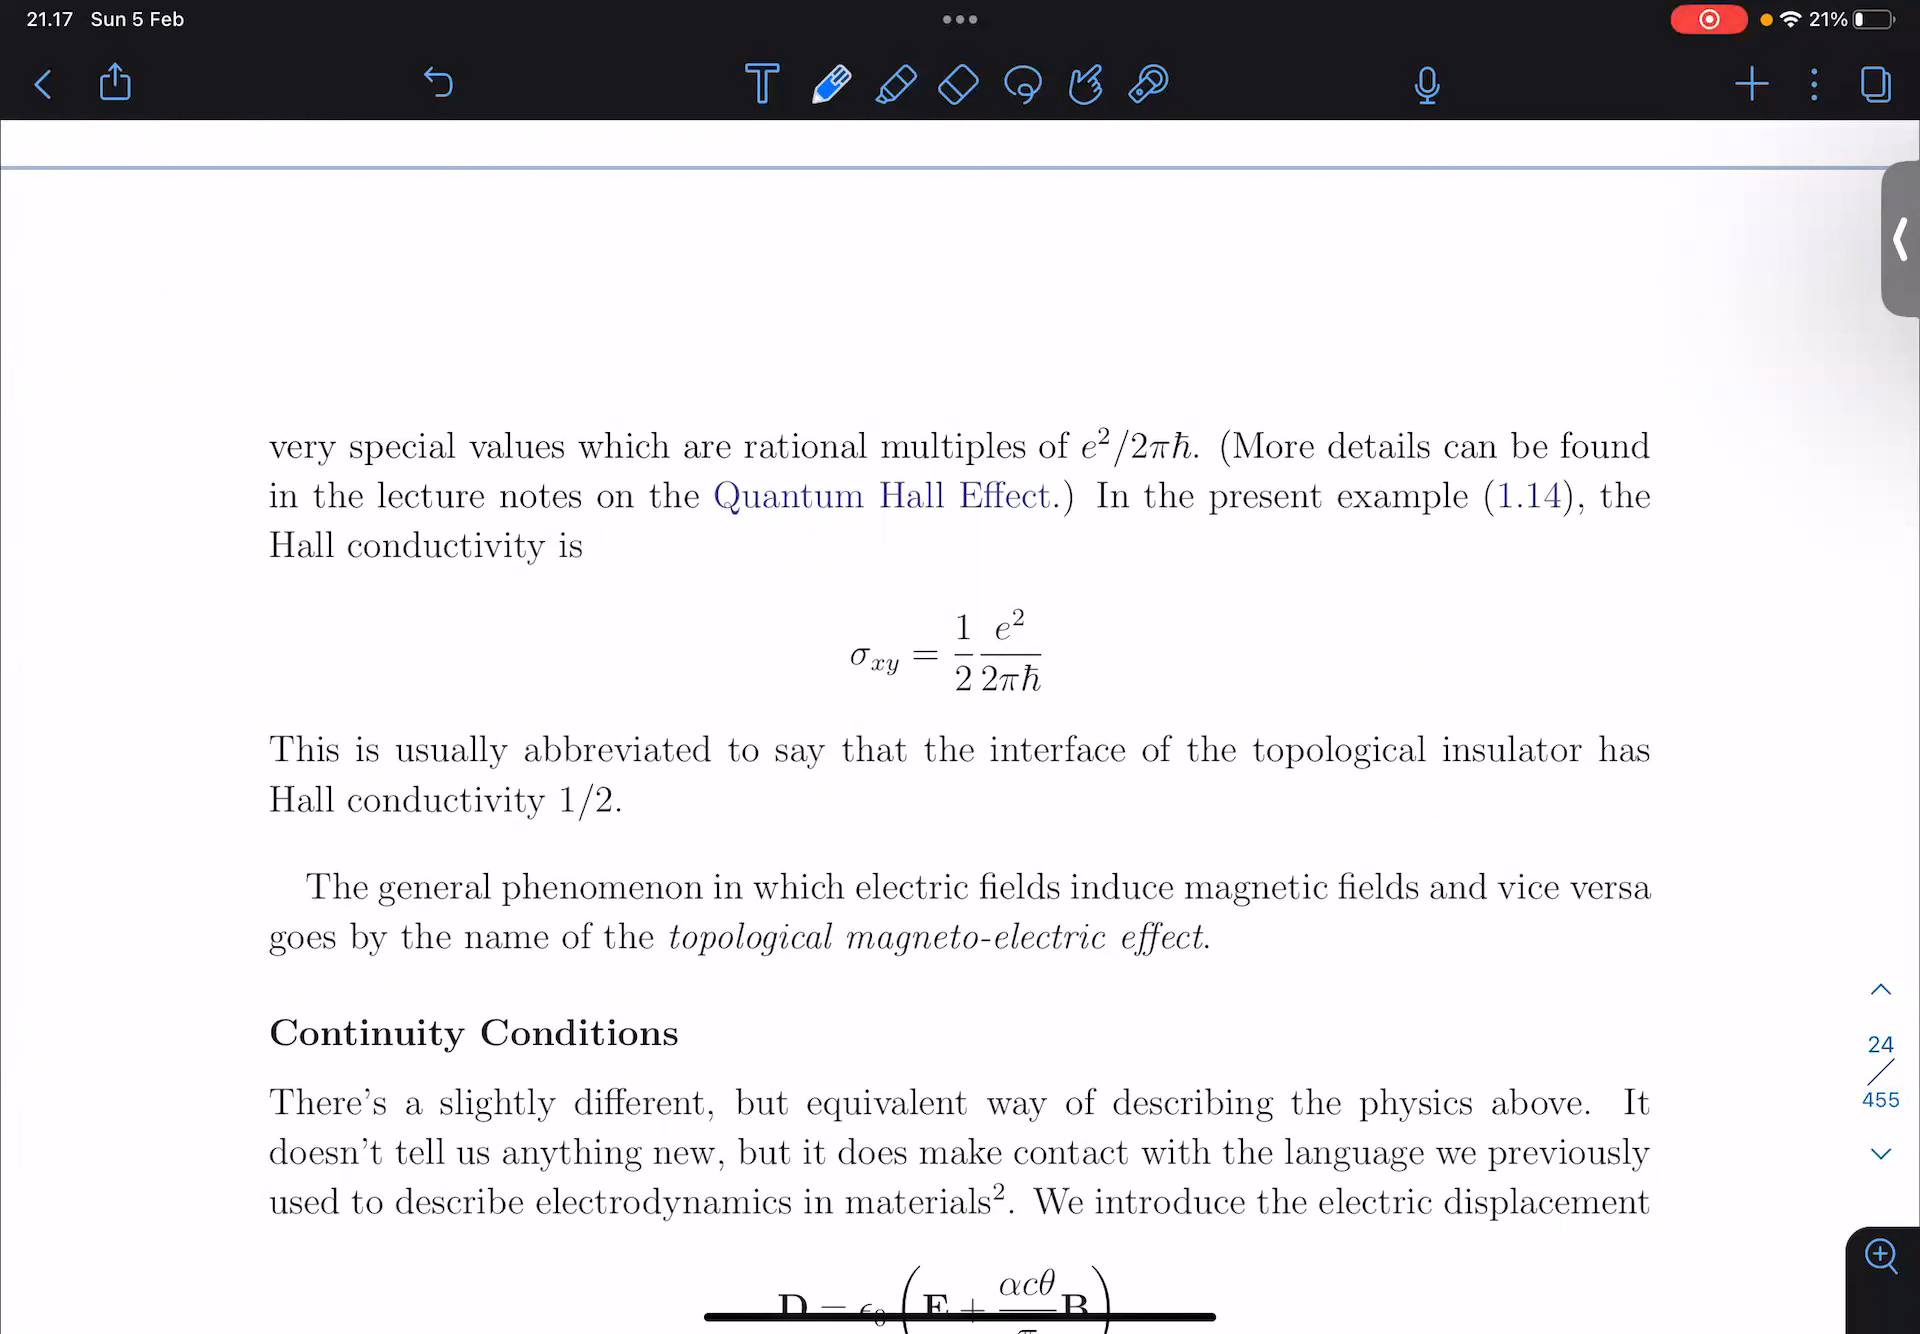 21.17 Sun 5 Feb
21%
very special values which are rational multiples of e²/2πℏ. (More details can be found
in the lecture notes on the Quantum Hall Effect.) In the present example (1.14), the
Hall conductivity is
σxy = 1/2 e²/2πℏ
This is usually abbreviated to say that the interface of the topological insulator has
Hall conductivity 1/2.
The general phenomenon in which electric fields induce magnetic fields and vice versa
goes by the name of the topological magneto-electric effect.
Continuity Conditions
There's a slightly different, but equivalent way of describing the physics above. It
doesn't tell us anything new, but it does make contact with the language we previously
used to describe electrodynamics in materials². We introduce the electric displacement
D = ϵ₀ (E + αcθ/π B)
24
/
455